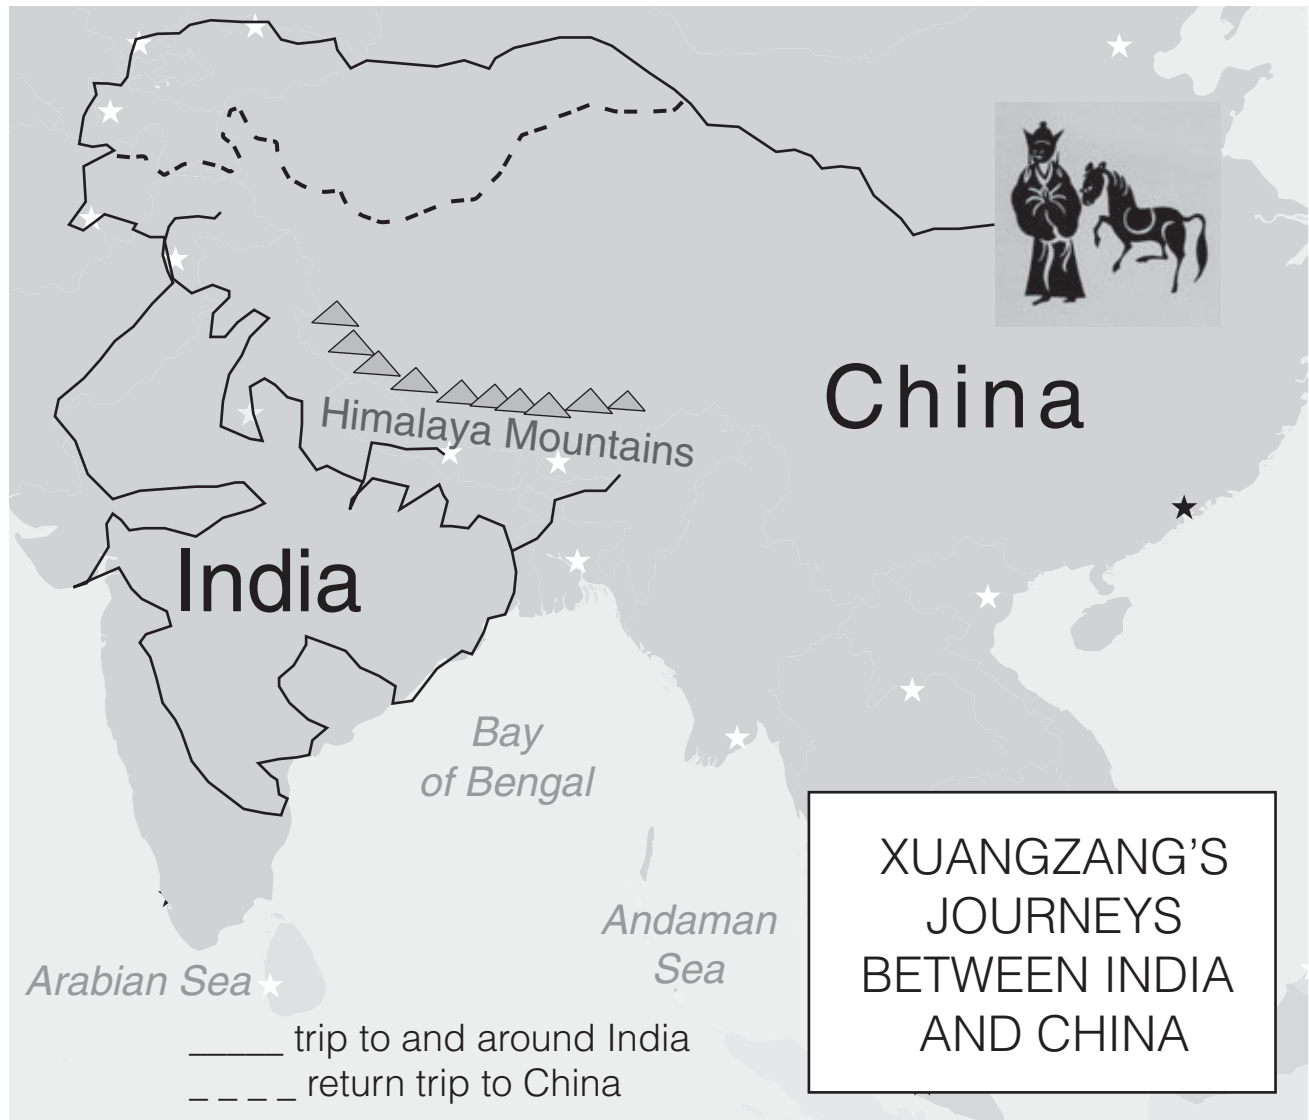 China
Himalaya Mountains
India
Bay
of Bengal
Andaman
Sea
Arabian Sea
_____ trip to and around India
_ _ _ _ return trip to China
XUANGZANG’S
JOURNEYS
BETWEEN INDIA
AND CHINA